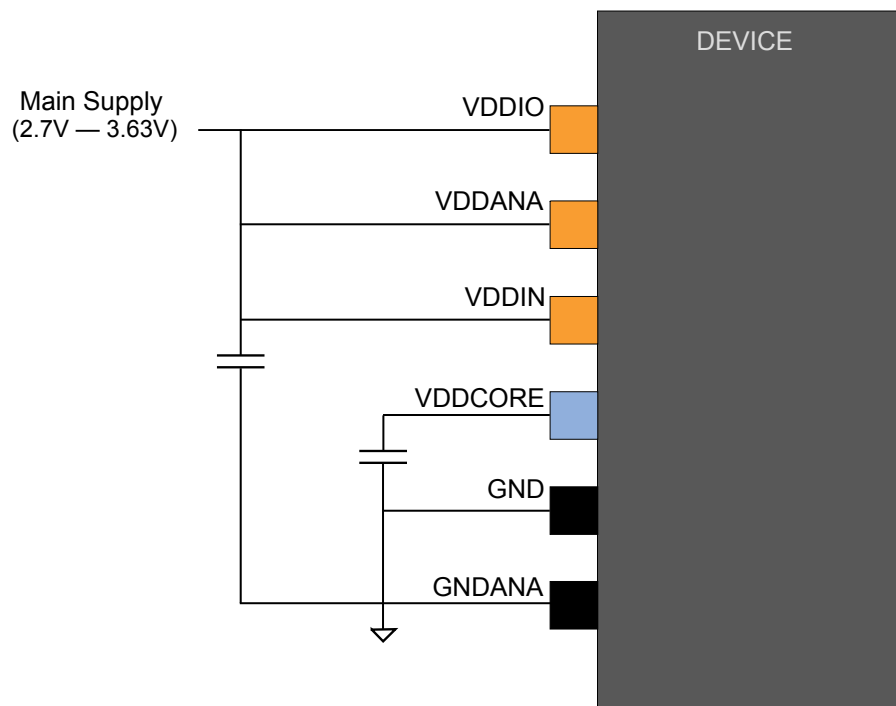 DEVICE
Main Supply
(2.7V — 3.63V)
VDDIO
VDDANA
VDDIN
VDDCORE
GND
GNDANA